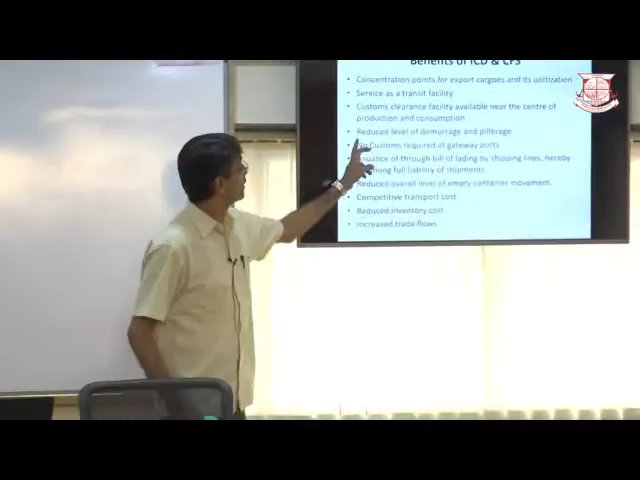 Benefits of ICD & CFS
• Concentration points for export cargoes and its unitization
• Service as a transit facility
• Customs clearance facility available near the centre of
production and consumption
• Reduced level of demurrage and pilferage.
• Customs required at gateway ports
issuance of through bill of lading by shipping lines, hereby
full liability of shipments
Reduced overall level of empty container movement.
• Competitive transport cost
• Reduced inventory cost
• Increased trade flows